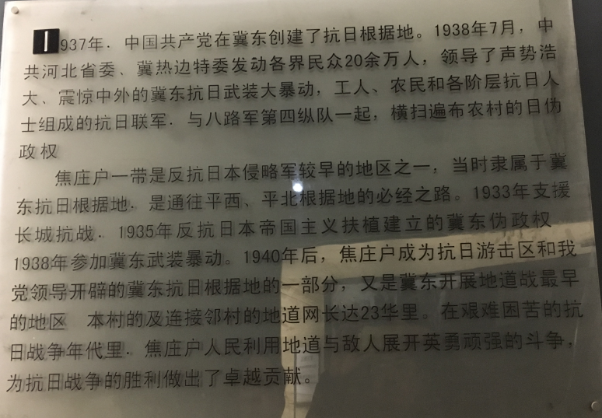 1937年．中国共产党在冀东创建了抗日根据地。1938年7月，中
共河北省委、冀热边特委发动各界民众20余万人，领导了声势浩
大、震惊中外的冀东抗日武装大暴动，工人、农民和各阶层抗日人
士组成的抗日联军．与八路军第四纵队一起，横扫遍布农村的日伪
政权
焦庄户一带是反抗日本侵略军较早的地区之一，当时隶属于冀
东抗日根据地．是通往平西、平北根据地的必经之路。1933年支援
长城抗战．1935年反抗日本帝国主义扶植建立的冀东伪政权
1938年参加冀东武装暴动。1940年后，焦庄户成为抗日游击区和我
党领导开辟的冀东抗日根据地的一部分，又是冀东开展地道战最早
的地区 本村的及连接邻村的地道网长达23华里。在艰难困苦的抗
日战争年代里．焦庄户人民利用地道与敌人展开英勇顽强的斗争，
为抗日战争的胜利做出了卓越贡献。